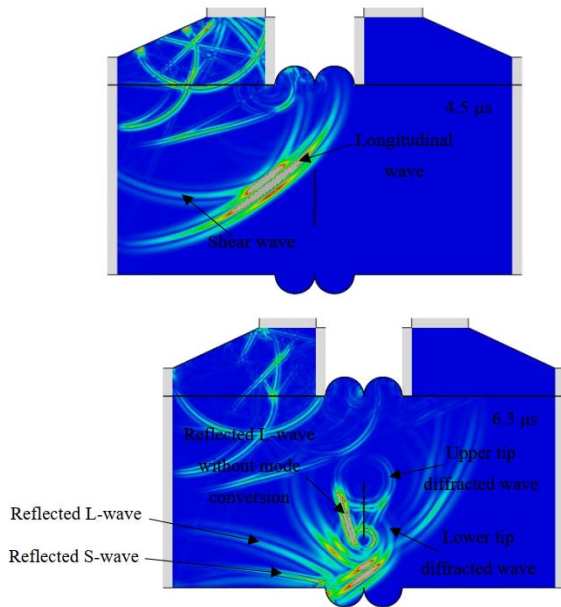 4.5 μs
Longitudinal
wave
Shear wave
6.3 μs
Reflected L-wave
without mode
conversion
Upper tip
diffracted wave
Reflected L-wave
Reflected S-wave
Lower tip
diffracted wave